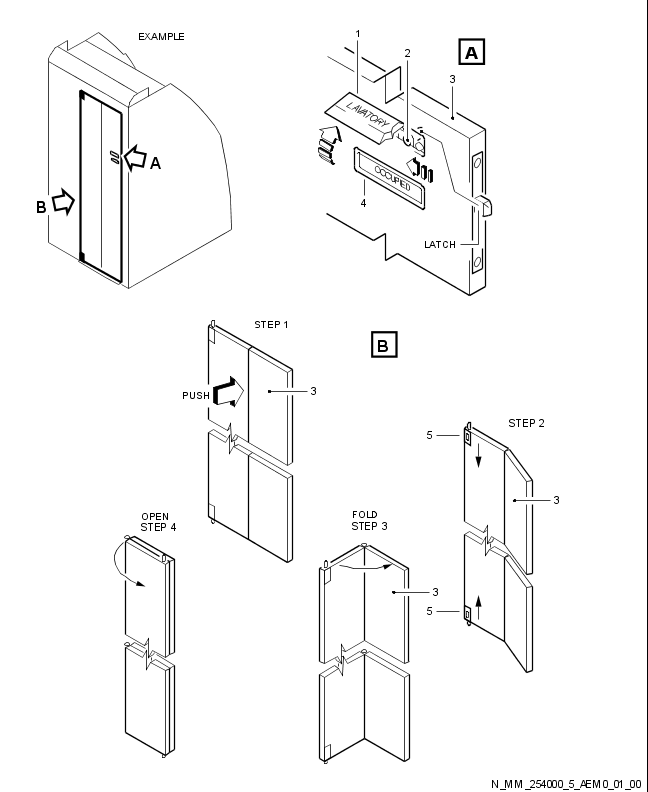 EXAMPLE
A
B
1
2
A
3
LAVATORY
OCCUPIED
4
LATCH
STEP 1
B
PUSH
3
STEP 2
5
3
OPEN
STEP 4
FOLD
STEP 3
3
5
N_MM_254000_5_AEM0_01_00